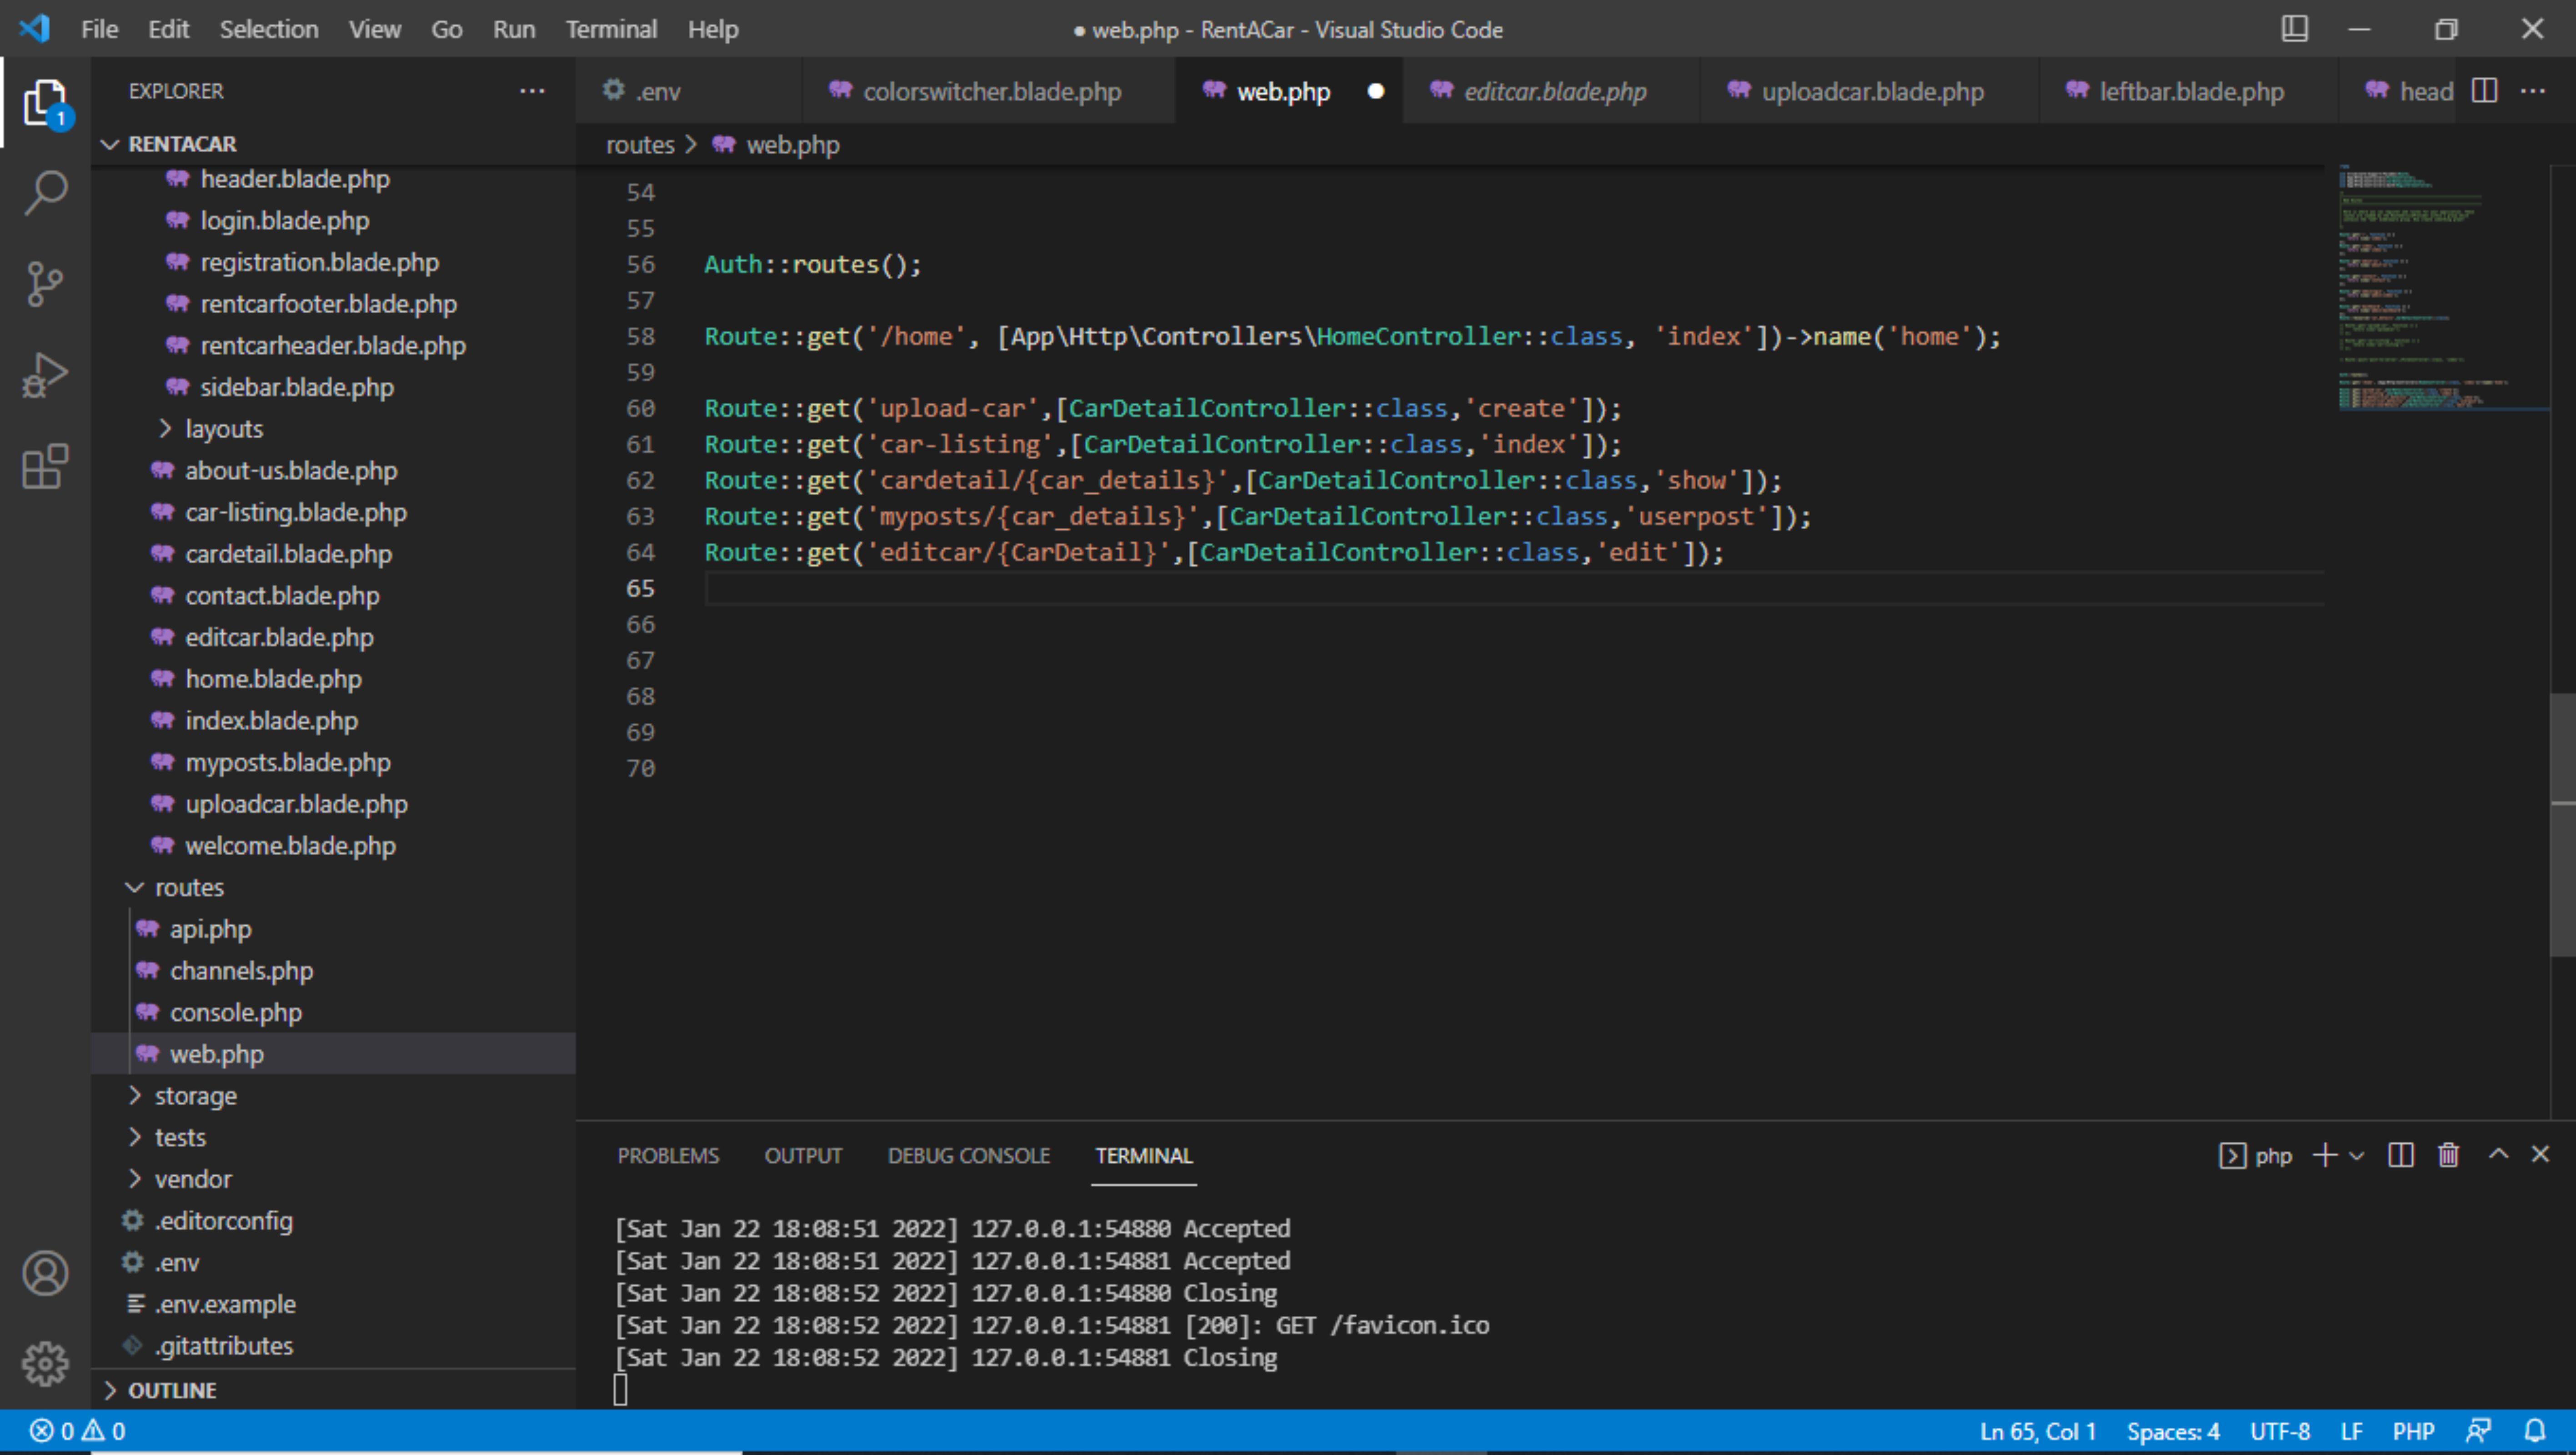 File Edit Selection View Go Run Terminal Help
● web.php - RentACar - Visual Studio Code
EXPLORER
.env
colorswitcher.blade.php
web.php
editcar.blade.php
uploadcar.blade.php
leftbar.blade.php
head
RENTACAR
header.blade.php
login.blade.php
registration.blade.php
rentcarfooter.blade.php
rentcarheader.blade.php
sidebar.blade.php
layouts
about-us.blade.php
car-listing.blade.php
cardetail.blade.php
contact.blade.php
editcar.blade.php
home.blade.php
index.blade.php
myposts.blade.php
uploadcar.blade.php
welcome.blade.php
routes
api.php
channels.php
console.php
web.php
storage
tests
vendor
.editorconfig
.env
.env.example
.gitattributes
OUTLINE
1
routes > web.php
54
55
56 Auth::routes();
57
58 Route::get('/home', [App\Http\Controllers\HomeController::class, 'index'])->name('home');
59
60 Route::get('upload-car',[CarDetailController::class,'create']);
61 Route::get('car-listing',[CarDetailController::class,'index']);
62 Route::get('cardetail/{car_details}',[CarDetailController::class,'show']);
63 Route::get('myposts/{car_details}',[CarDetailController::class,'userpost']);
64 Route::get('editcar/{CarDetail}',[CarDetailController::class,'edit']);
65
66
67
68
69
70
PROBLEMS OUTPUT DEBUG CONSOLE TERMINAL
php
[Sat Jan 22 18:08:51 2022] 127.0.0.1:54880 Accepted
[Sat Jan 22 18:08:51 2022] 127.0.0.1:54881 Accepted
[Sat Jan 22 18:08:52 2022] 127.0.0.1:54880 Closing
[Sat Jan 22 18:08:52 2022] 127.0.0.1:54881 [200]: GET /favicon.ico
[Sat Jan 22 18:08:52 2022] 127.0.0.1:54881 Closing
0 0
Ln 65, Col 1 Spaces: 4 UTF-8 LF PHP